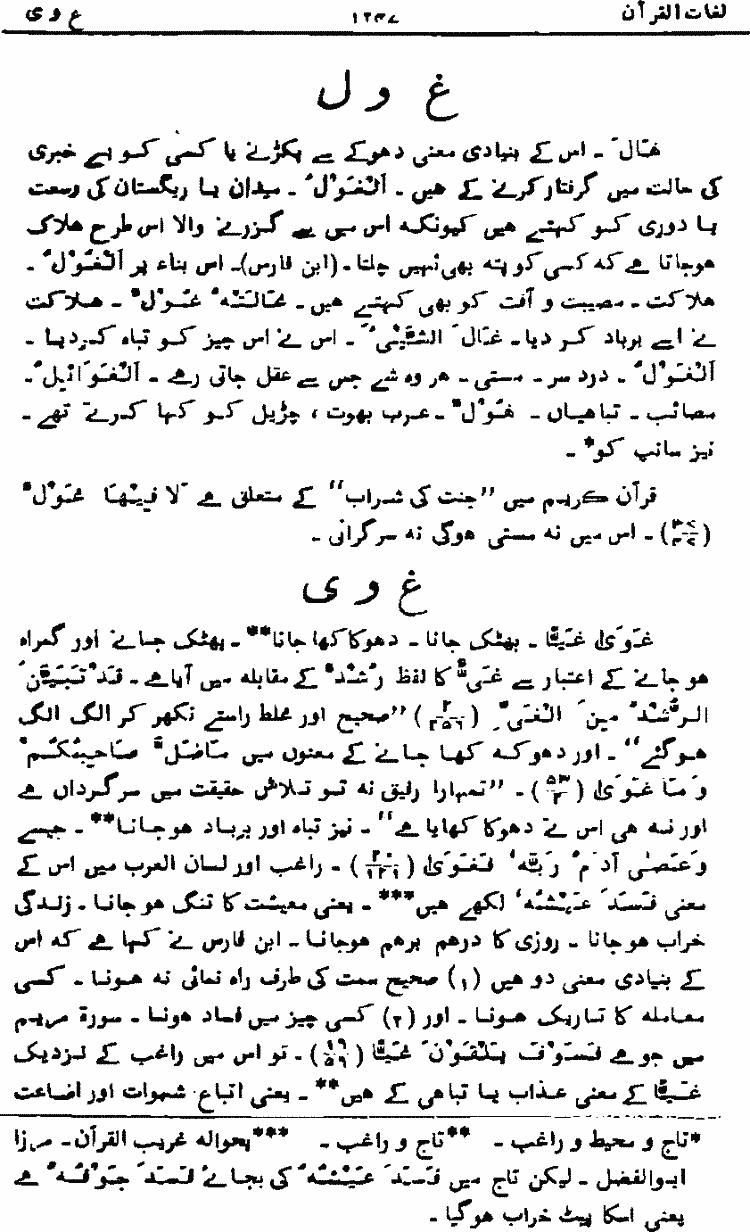 لغات القرآن ۱۲۴۷ ع و ی
غ و ل
غَالَ ۔ اس کے بنیادی معنی دھوکے سے پکڑنے یا کسی کو بے خبری
کی حالت میں گرفتار کرنے کے ھیں ۔ اَلْغَوْلُ ۔ میدان یا ریگستان کی وسعت
یا دوری کو کہتے ھیں کیونکہ اس میں سے گزرنے والا اس طرح ھلاک
ھوجاتا ھے کہ کسی کو پتہ بھی نہیں چلتا ۔ (ابن فارس)۔ اس بناء پر اَلْغُوْلُ ۔
ھلاکت ۔ مصیبت و آفت کو بھی کہتے ھیں ۔ غَالَتْهُ غُوْلٌ ۔ ھلاکت
نے اسے برباد کر دیا ۔ غَالَ الشَّیْئُیَ ۔ اس نے اس چیز کو تباہ کردیا ۔
اَلْغَوْلُ ۔ درد سر ۔ مستی ۔ ھر وہ شے جس سے عقل جاتی رھے ۔ اَلْغَوَائِلُ ۔
مصائب ۔ تباھیاں ۔ غُوْلٌ ۔ عرب بھوت ، چڑیل کو کہا کرتے تھے ۔
نیز سانپ کو* ۔
قرآن کریم میں ’’جنت کی شراب‘‘ کے متعلق ھے لَا فِیْهَا غَوْلٌ
(۳۷/۴۷) ۔ اس میں نہ مستی ھوگی نہ سرگرانی ۔
غ و ی
غَوَیٰ غَیًّا ۔ بھٹک جانا ۔ دھوکا کھا جانا** ۔ بھٹک جانے اور گمراہ
ھو جانے کے اعتبار سے غَیٌّ کا لفظ رُشْدٌ کے مقابلہ میں آیا ھے ۔ قَدْ تَبَیَّنَ
الرُّشْدُ مِنَ الْغَیِّ (۲/۲۵۶) ’’صحیح اور غلط راستے نکھر کر الگ الگ
ھوگئے‘‘ ۔ اور دھوکہ کھا جانے کے معنوں میں مَاضَلَّ صَاحِبُکُمْ
وَ مَا غَوَیٰ (۵۳/۲) ۔ ’’تمہارا رفیق نہ تو تلاش حقیقت میں سرگرداں ھے
اور نہ ھی اس نے دھوکا کھایا ھے‘‘ ۔ نیز تباہ اور برباد ھوجانا** ۔ جیسے
وَعَصٰی آدَمُ رَبَّهُ فَغَوَیٰ (۲۰/۱۲۱) ۔ راغب اور لسان العرب میں اس کے
معنی فَسَدَ عَیْشُهُ لکھے ھیں*** ۔ یعنی معیشت کا تنگ ھو جانا ۔ زندگی
خراب ھو جانا ۔ روزی کا درھم برھم ھوجانا ۔ ابن فارس نے کہا ھے کہ اس
کے بنیادی معنی دو ھیں (۱) صحیح سمت کی طرف راہ نمائی نہ ھونا ۔ کسی
معاملہ کا تاریک ھونا ۔ اور (۲) کسی چیز میں فساد ھونا ۔ سورۃ مریم
میں جو ھے فَسَوْفَ یَلْقَوْنَ غَیًّا (۱۹/۵۹) ۔ تو اس میں راغب کے نزدیک
غَیًّا کے معنی عذاب یا تباھی کے ھیں** ۔ یعنی اتباع شہوات اور اضاعت
*تاج و محیط و راغب ۔ **تاج و راغب ۔ ***بحوالہ غریب القرآن ۔ مرزا
ابوالفضل ۔ لیکن تاج میں فَسَدَ عَیْشُهُ کی بجائے فَسَدَ جَوْفُهُ ھے
یعنی اسکا پیٹ خراب ھوگیا ۔